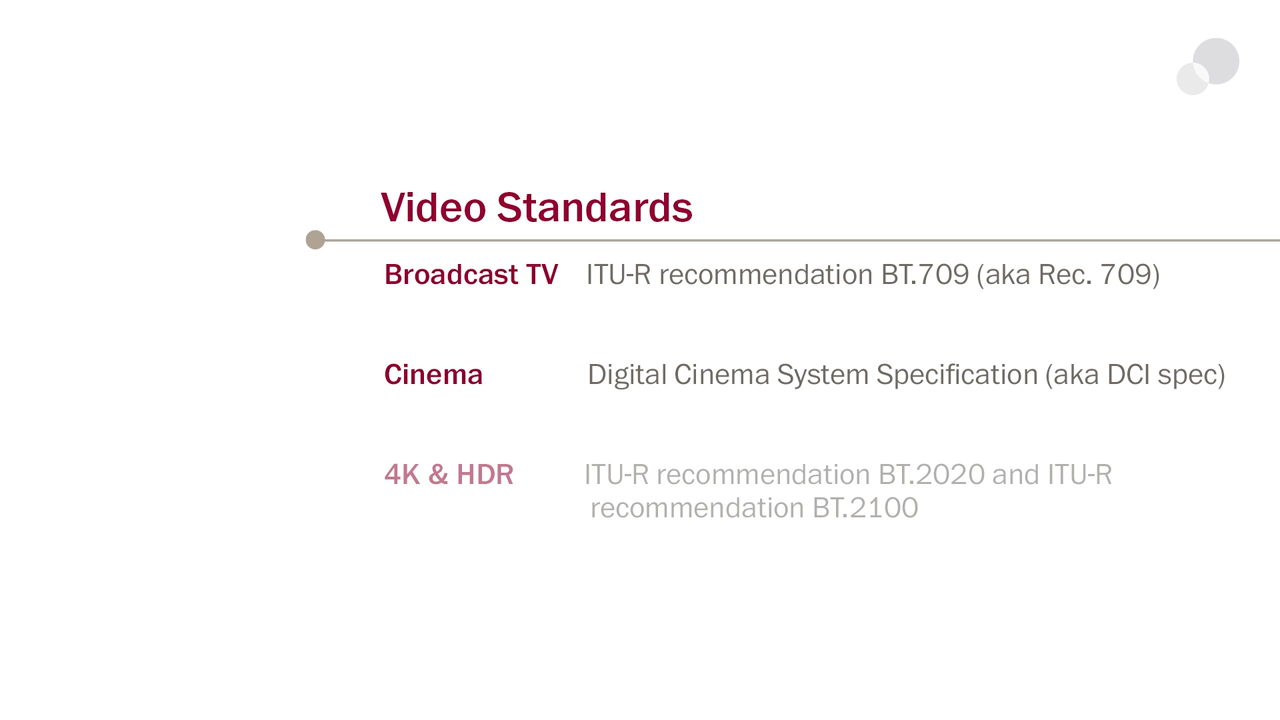 Video Standards
Broadcast TV ITU-R recommendation BT.709 (aka Rec. 709)
Cinema Digital Cinema System Specification (aka DCI spec)
4K & HDR ITU-R recommendation BT.2020 and ITU-R
recommendation BT.2100